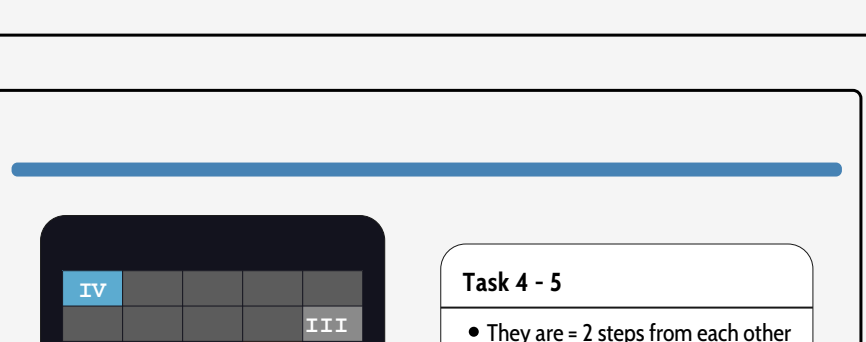 IV
III
Task 4 - 5
• They are = 2 steps from each other